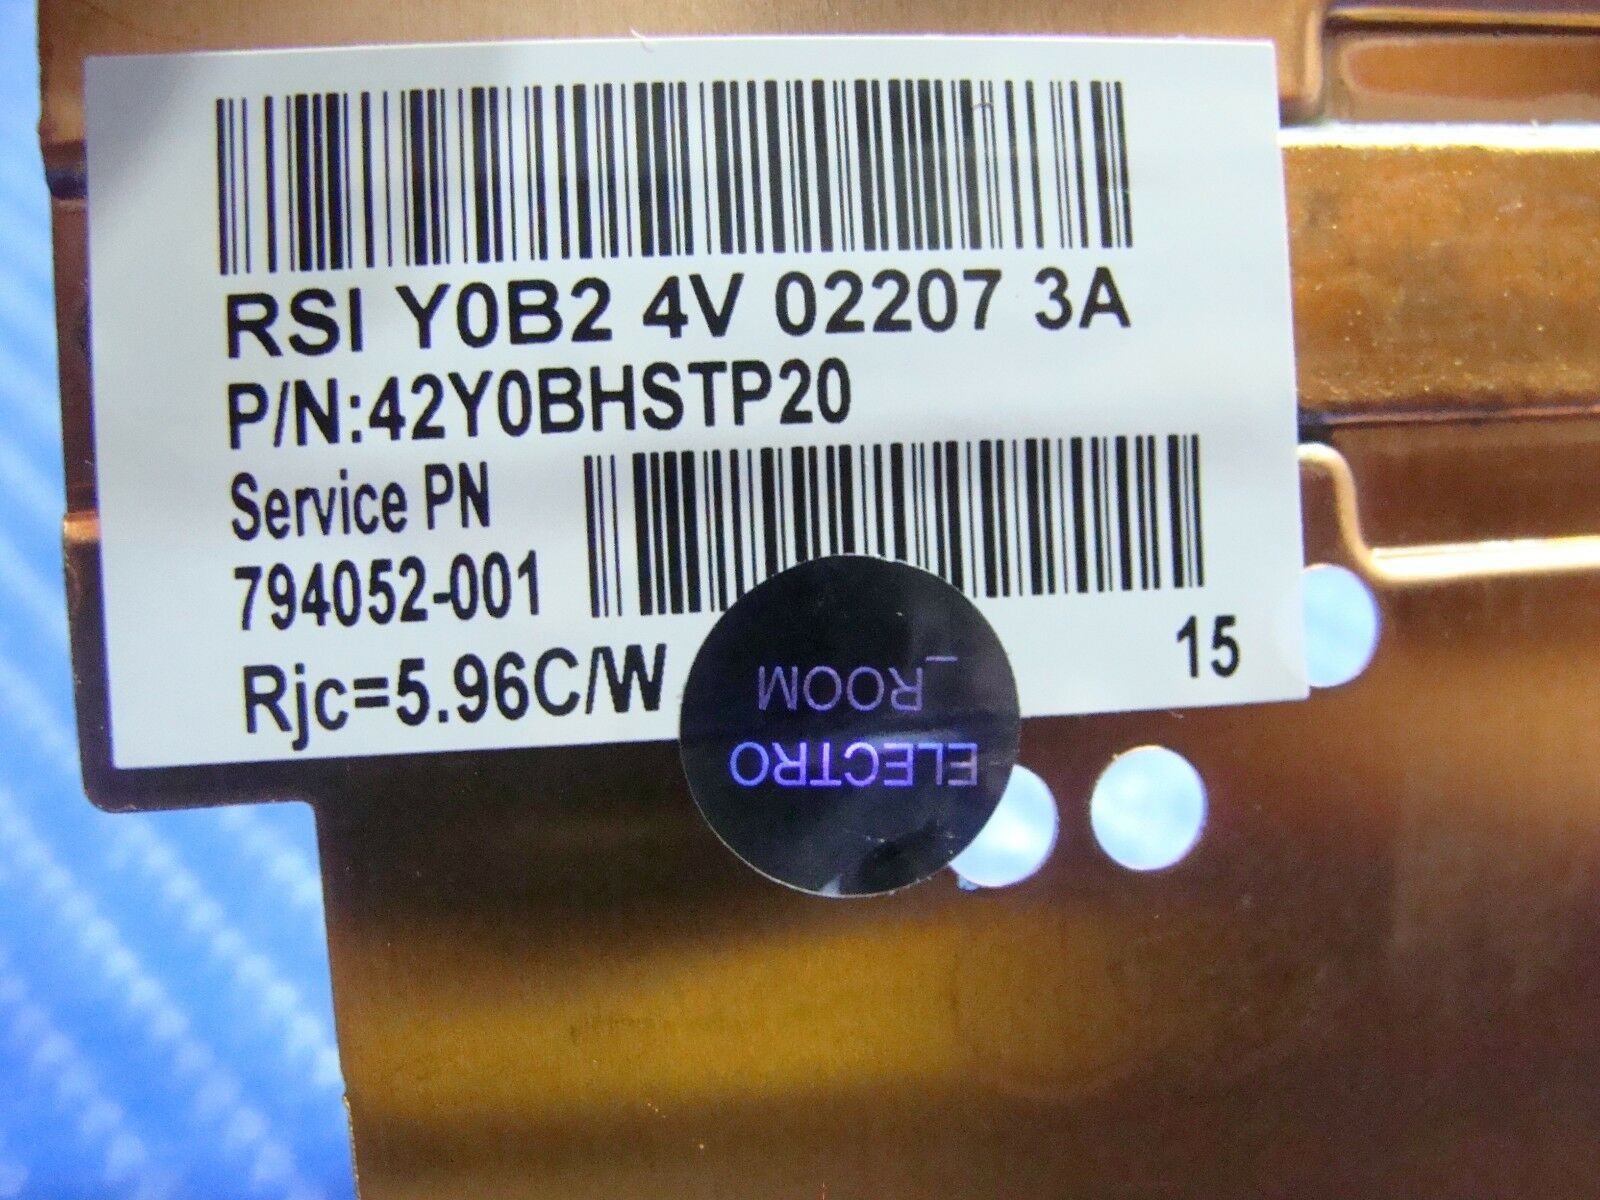 RSI Y0B2 4V 02207 3A
P/N:42Y0BHSTP20
Service PN
794052-001
Rjc=5.96C/W
15
ELECTRO
_ROOM